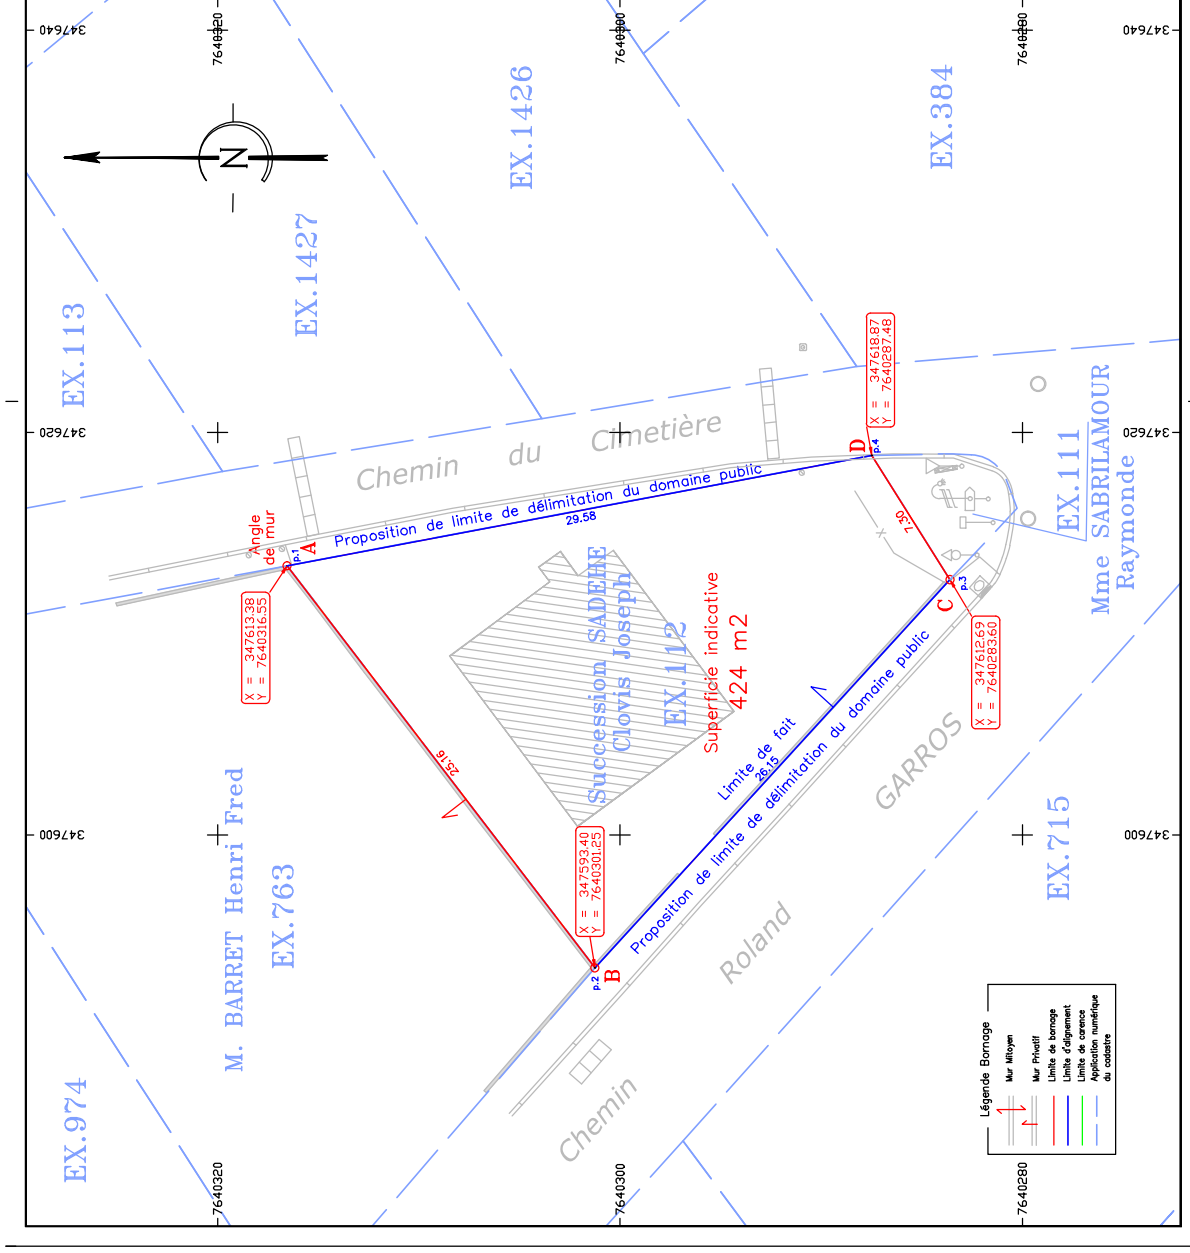 347640
7640320
7640300
7640280
347640
N
EX.1426
EX.384
EX.1427
EX.113
347620
347620
Chemin du Cimetière
Angle
de mur
p.1
A
X = 347613.38
Y = 7640316.55
Proposition de limite de délimitation du domaine public
29.58
X = 347618.87
Y = 7640287.48
D
p.4
7.30
EX.111
Mme SABRILAMOUR
Raymonde
C
p.3
X = 347612.69
Y = 7640283.60
Succession SADEHE
Clovis Joseph
EX.112
Superficie indicative
424 m2
25.16
Limite de fait
26.15
Proposition de limite de délimitation du domaine public
X = 347593.40
Y = 7640301.25
p.2
B
M. BARRET Henri Fred
EX.763
347600
347600
EX.715
Chemin Roland GARROS
EX.974
7640320
7640300
7640280
Légende Bornage
Mur Mitoyen
Mur Privatif
Limite de bornage
Limite d'alignement
Limite de carence
Application numérique
du cadastre